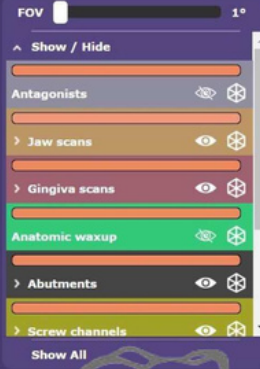 FOV 1°
Show / Hide
Antagonists
Jaw scans
Gingiva scans
Anatomic waxup
Abutments
Screw channels
Show All